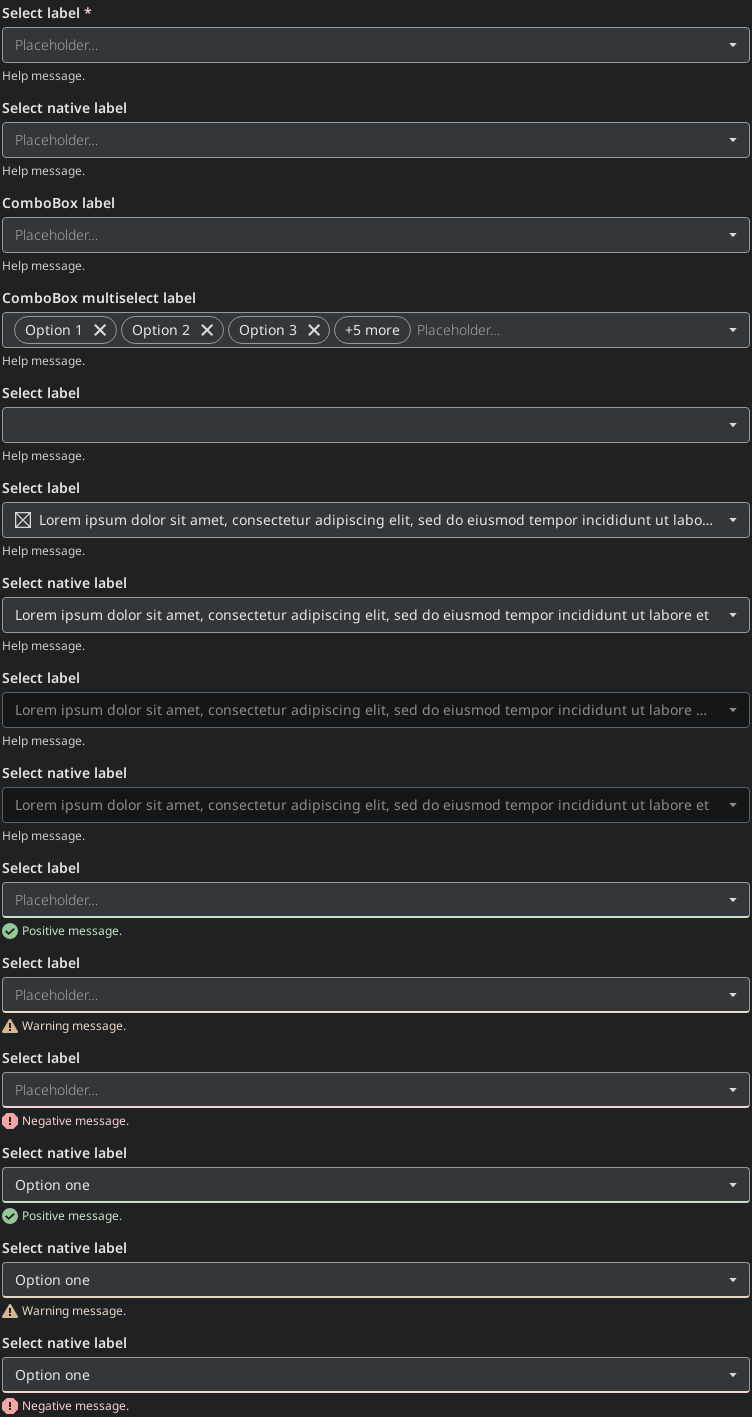 Select label *
Placeholder...
Help message.
Select native label
Placeholder...
Help message.
ComboBox label
Placeholder...
Help message.
ComboBox multiselect label
Option 1 Option 2 Option 3 +5 more Placeholder...
Help message.
Select label
Help message.
Select label
Lorem ipsum dolor sit amet, consectetur adipiscing elit, sed do eiusmod tempor incididunt ut labo...
Help message.
Select native label
Lorem ipsum dolor sit amet, consectetur adipiscing elit, sed do eiusmod tempor incididunt ut labore et
Help message.
Select label
Lorem ipsum dolor sit amet, consectetur adipiscing elit, sed do eiusmod tempor incididunt ut labore ...
Help message.
Select native label
Lorem ipsum dolor sit amet, consectetur adipiscing elit, sed do eiusmod tempor incididunt ut labore et
Help message.
Select label
Placeholder...
Positive message.
Select label
Placeholder...
Warning message.
Select label
Placeholder...
Negative message.
Select native label
Option one
Positive message.
Select native label
Option one
Warning message.
Select native label
Option one
Negative message.